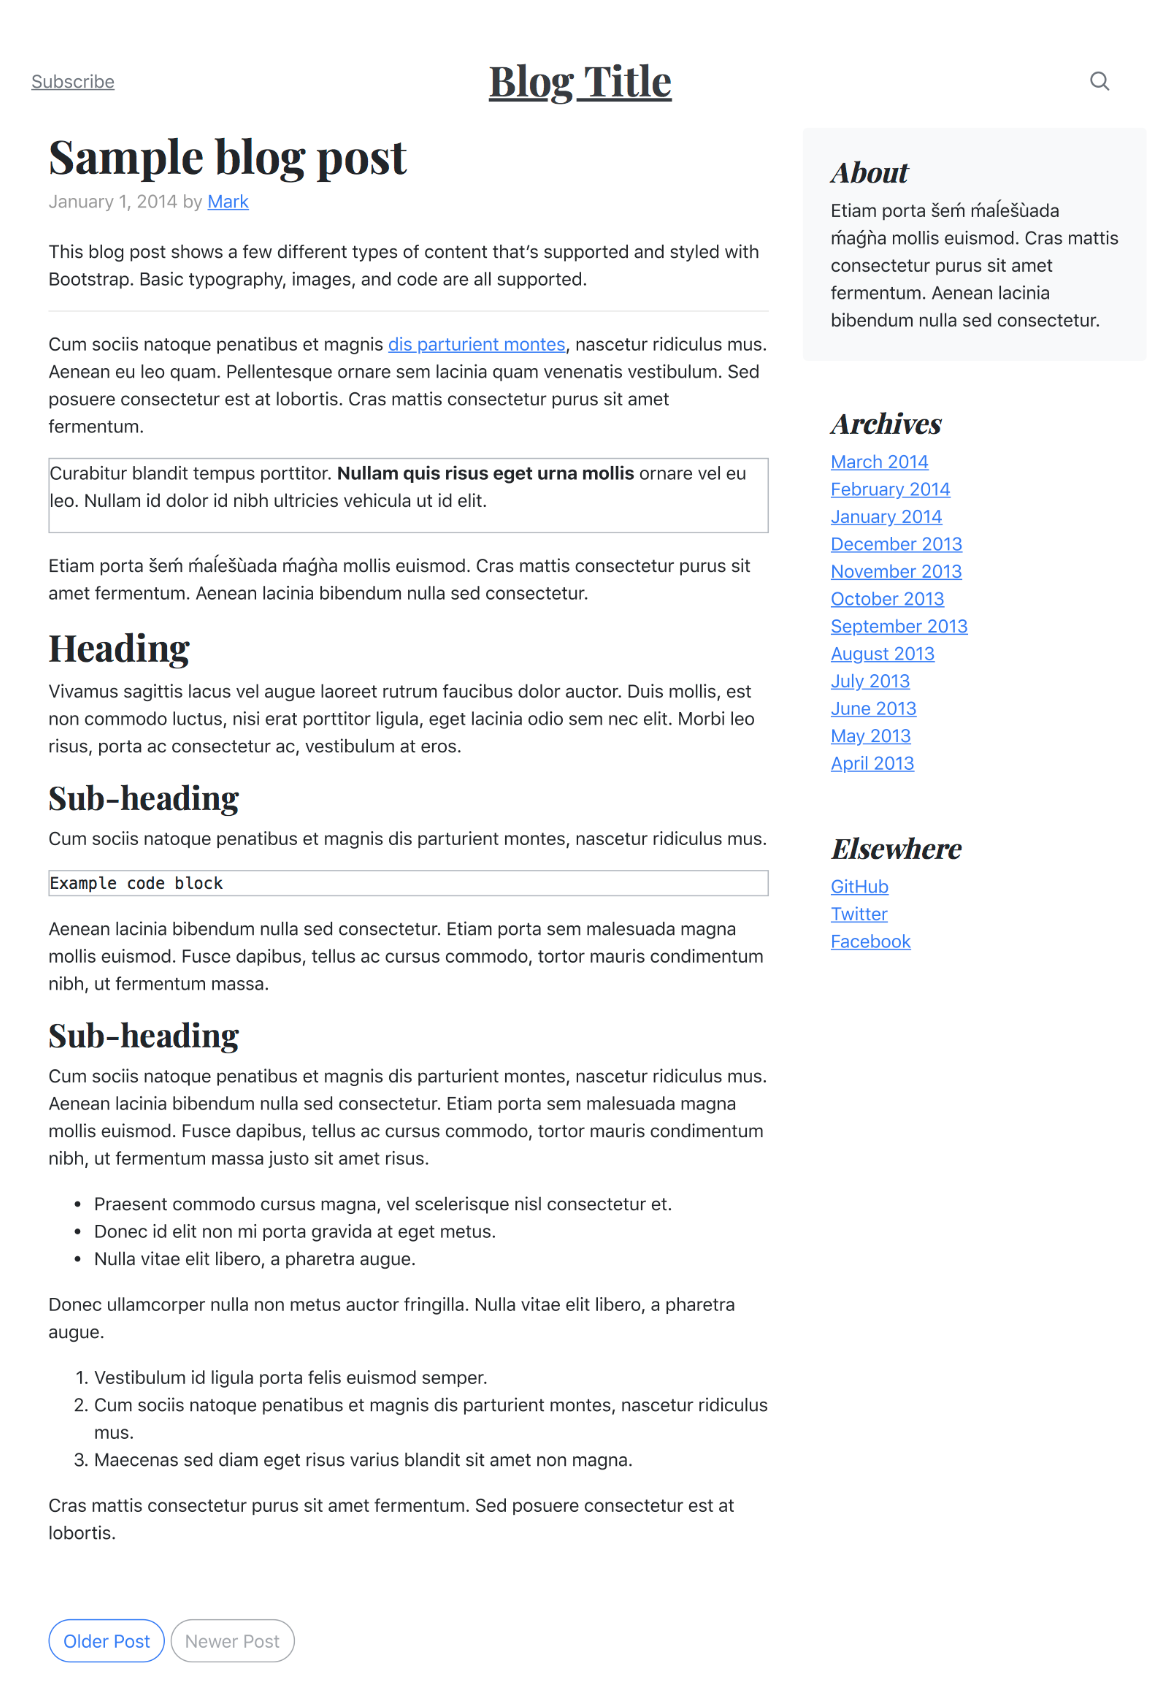 Subscribe
Blog Title
Sample blog post
January 1, 2014 by Mark
This blog post shows a few different types of content that’s supported and styled with
Bootstrap. Basic typography, images, and code are all supported.
Cum sociis natoque penatibus et magnis dis parturient montes, nascetur ridiculus mus.
Aenean eu leo quam. Pellentesque ornare sem lacinia quam venenatis vestibulum. Sed
posuere consectetur est at lobortis. Cras mattis consectetur purus sit amet
fermentum.
Curabitur blandit tempus porttitor. Nullam quis risus eget urna mollis ornare vel eu
leo. Nullam id dolor id nibh ultricies vehicula ut id elit.
Etiam porta šeḿ ḿaĺešùada ḿaǵǹa mollis euismod. Cras mattis consectetur purus sit
amet fermentum. Aenean lacinia bibendum nulla sed consectetur.
Heading
Vivamus sagittis lacus vel augue laoreet rutrum faucibus dolor auctor. Duis mollis, est
non commodo luctus, nisi erat porttitor ligula, eget lacinia odio sem nec elit. Morbi leo
risus, porta ac consectetur ac, vestibulum at eros.
Sub-heading
Cum sociis natoque penatibus et magnis dis parturient montes, nascetur ridiculus mus.
Example code block
Aenean lacinia bibendum nulla sed consectetur. Etiam porta sem malesuada magna
mollis euismod. Fusce dapibus, tellus ac cursus commodo, tortor mauris condimentum
nibh, ut fermentum massa.
Sub-heading
Cum sociis natoque penatibus et magnis dis parturient montes, nascetur ridiculus mus.
Aenean lacinia bibendum nulla sed consectetur. Etiam porta sem malesuada magna
mollis euismod. Fusce dapibus, tellus ac cursus commodo, tortor mauris condimentum
nibh, ut fermentum massa justo sit amet risus.
• Praesent commodo cursus magna, vel scelerisque nisl consectetur et.
• Donec id elit non mi porta gravida at eget metus.
• Nulla vitae elit libero, a pharetra augue.
Donec ullamcorper nulla non metus auctor fringilla. Nulla vitae elit libero, a pharetra
augue.
1. Vestibulum id ligula porta felis euismod semper.
2. Cum sociis natoque penatibus et magnis dis parturient montes, nascetur ridiculus
mus.
3. Maecenas sed diam eget risus varius blandit sit amet non magna.
Cras mattis consectetur purus sit amet fermentum. Sed posuere consectetur est at
lobortis.
Older Post
Newer Post
About
Etiam porta šeḿ ḿaĺešùada
ḿaǵǹa mollis euismod. Cras mattis
consectetur purus sit amet
fermentum. Aenean lacinia
bibendum nulla sed consectetur.
Archives
March 2014
February 2014
January 2014
December 2013
November 2013
October 2013
September 2013
August 2013
July 2013
June 2013
May 2013
April 2013
Elsewhere
GitHub
Twitter
Facebook